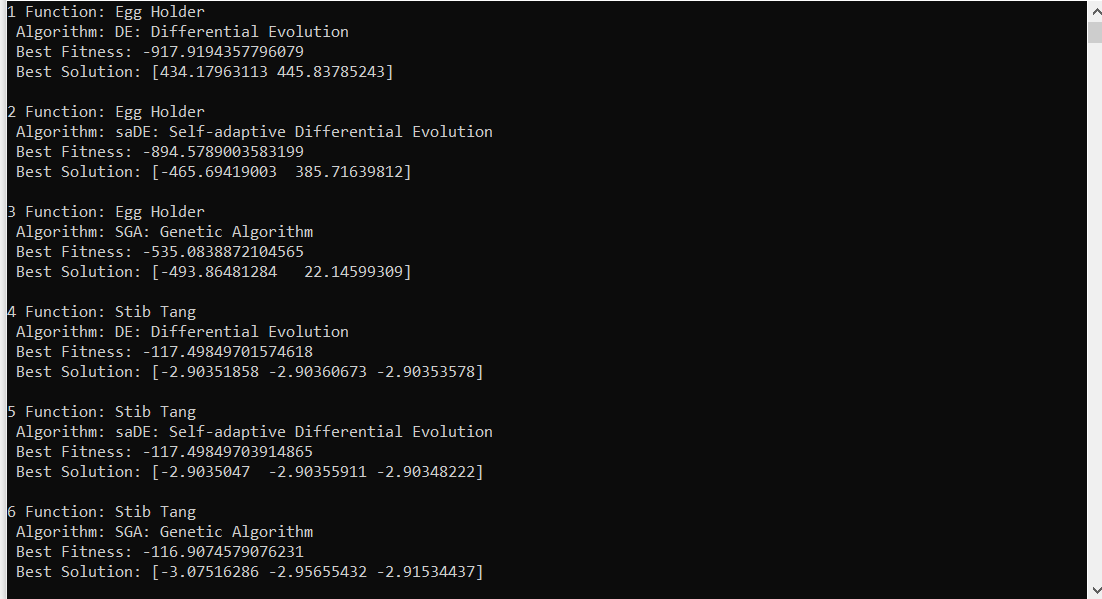 1 Function: Egg Holder
Algorithm: DE: Differential Evolution
Best Fitness: -917.9194357796079
Best Solution: [434.17963113 445.83785243]
2 Function: Egg Holder
Algorithm: saDE: Self-adaptive Differential Evolution
Best Fitness: -894.5789003583199
Best Solution: [-465.69419003  385.71639812]
3 Function: Egg Holder
Algorithm: SGA: Genetic Algorithm
Best Fitness: -535.0838872104565
Best Solution: [-493.86481284   22.14599309]
4 Function: Stib Tang
Algorithm: DE: Differential Evolution
Best Fitness: -117.49849701574618
Best Solution: [-2.90351858 -2.90360673 -2.90353578]
5 Function: Stib Tang
Algorithm: saDE: Self-adaptive Differential Evolution
Best Fitness: -117.49849703914865
Best Solution: [-2.9035047  -2.90355911 -2.90348222]
6 Function: Stib Tang
Algorithm: SGA: Genetic Algorithm
Best Fitness: -116.9074579076231
Best Solution: [-3.07516286 -2.95655432 -2.91534437]